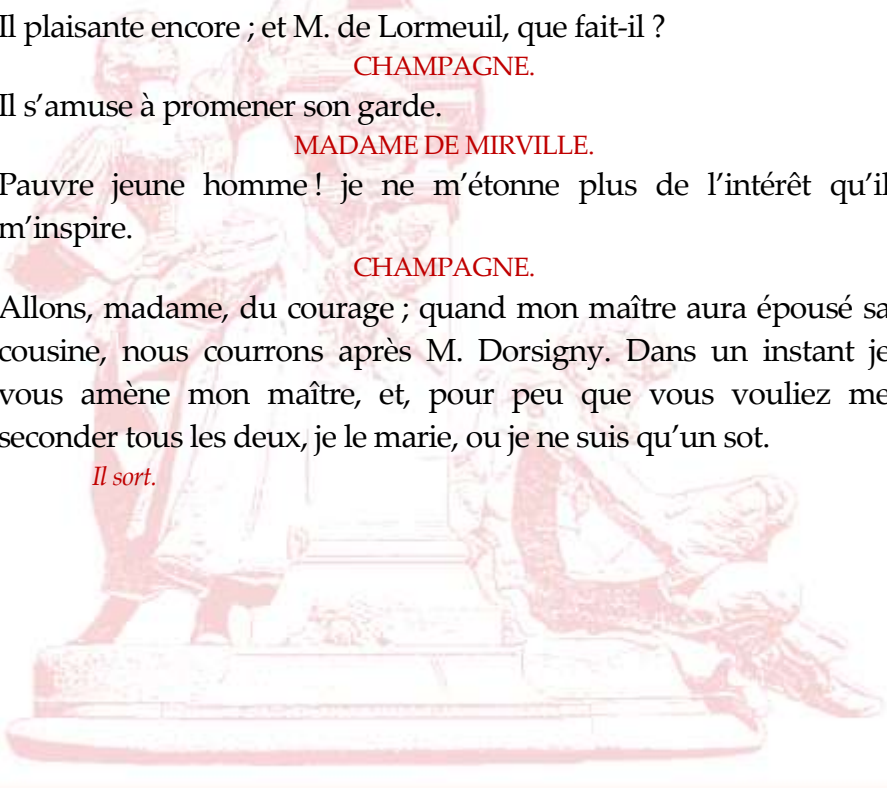 Il plaisante encore ; et M. de Lormeuil, que fait-il ?
CHAMPAGNE.
Il s’amuse à promener son garde.
MADAME DE MIRVILLE.
Pauvre jeune homme ! je ne m’étonne plus de l’intérêt qu’il
m’inspire.
CHAMPAGNE.
Allons, madame, du courage ; quand mon maître aura épousé sa
cousine, nous courrons après M. Dorsigny. Dans un instant je
vous amène mon maître, et, pour peu que vous vouliez me
seconder tous les deux, je le marie, ou je ne suis qu’un sot.
Il sort.